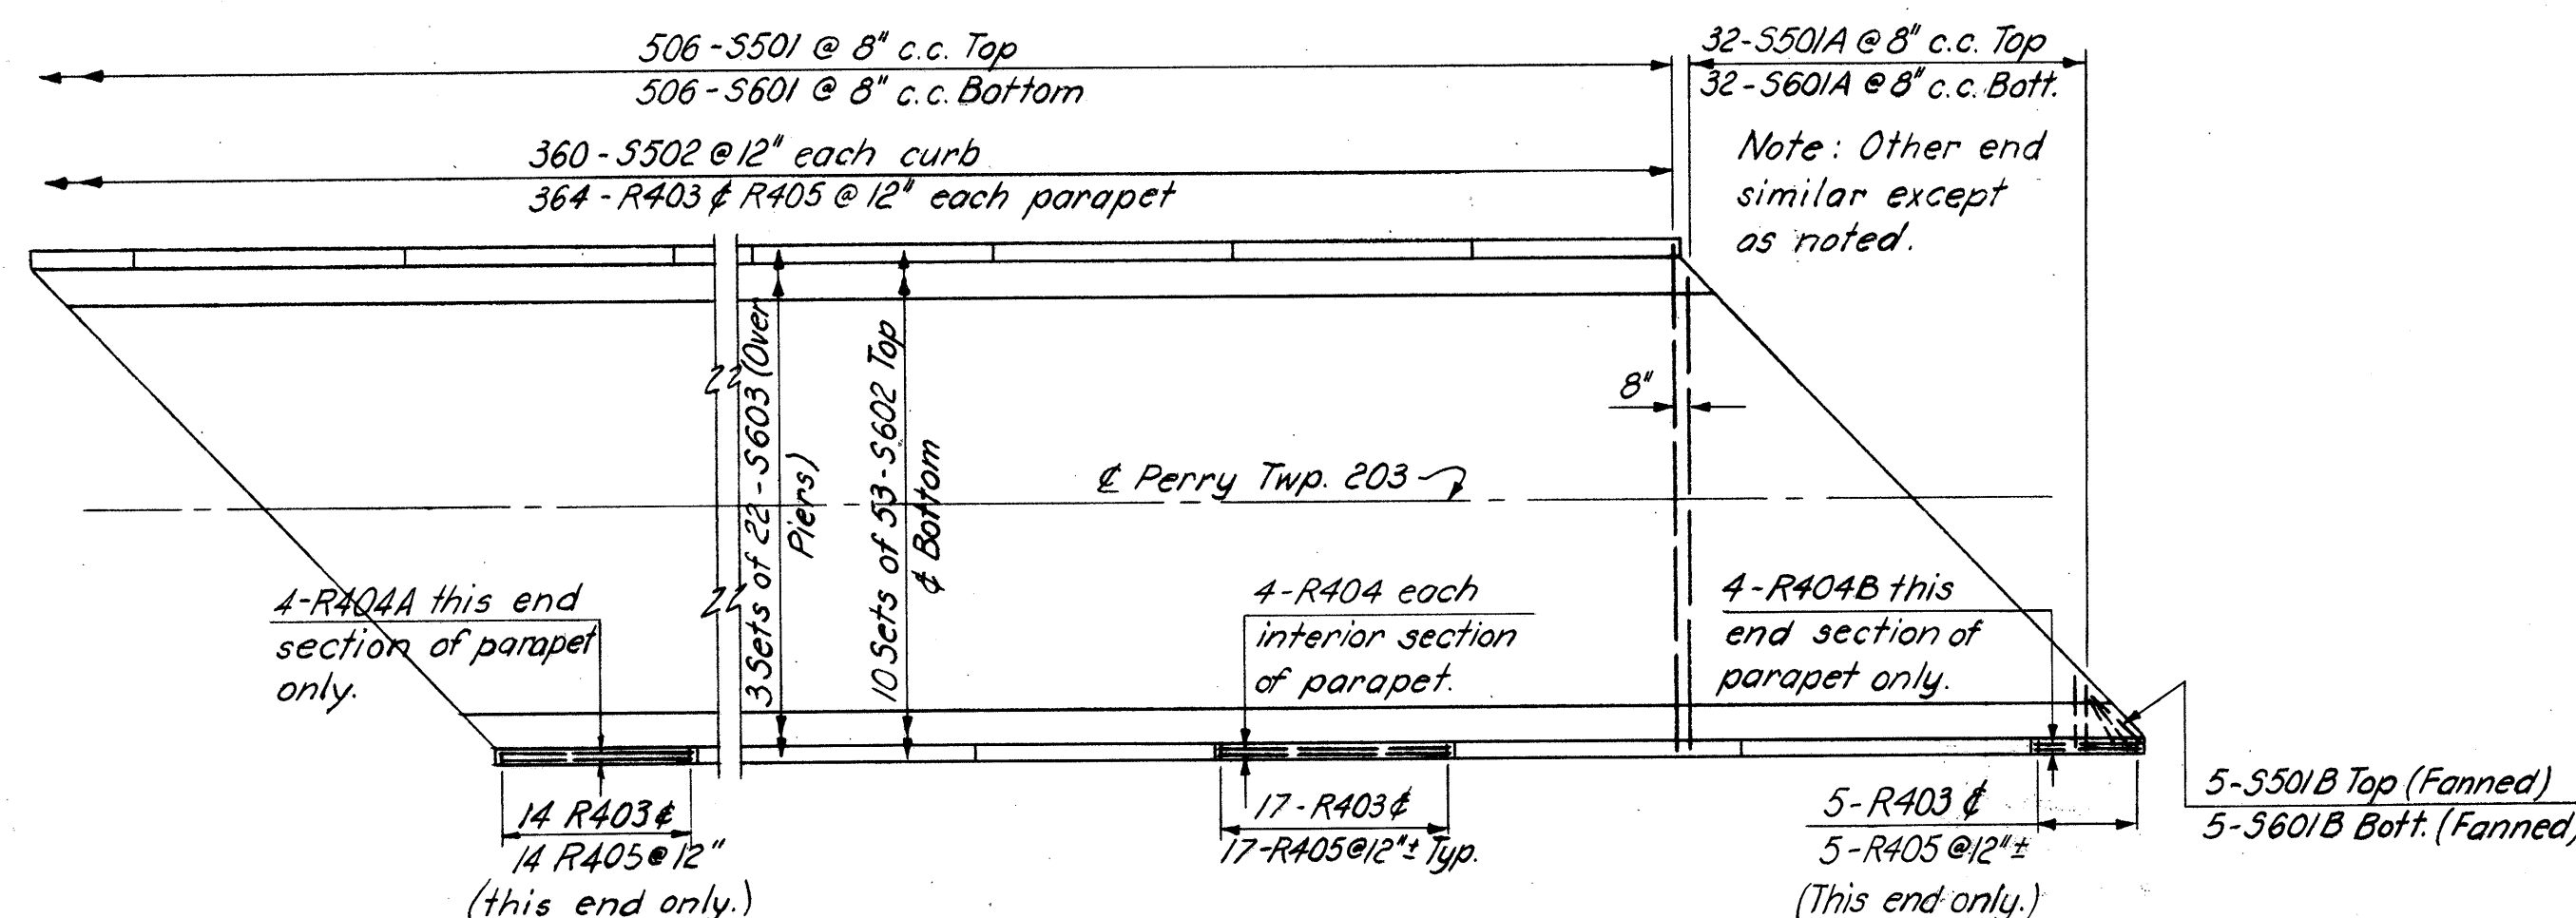 506-S501 @ 8" c.c. Top
506-S601 @ 8" c.c. Bottom
32-S501A @ 8" c.c. Top
32-S601A @ 8" c.c. Bott.
360-S502 @ 12" each curb
364-R403 ¢ R405 @ 12" each parapet
Note: Other end
similar except
as noted.
3 Sets of 22-S603 (Over
Piers)
10 Sets of 53-S602 Top
¢ Bottom
8"
¢ Perry Twp. 203
4-R404A this end
section of parapet
only.
4-R404 each
interior section
of parapet.
4-R404B this
end section of
parapet only.
14 R403 ¢
14 R405 @ 12"
(this end only.)
17-R403 ¢
17-R405 @ 12"± Typ.
5-R403 ¢
5-R405 @ 12"±
(This end only.)
5-S501B Top (Fanned)
5-S601B Bott. (Fanned)